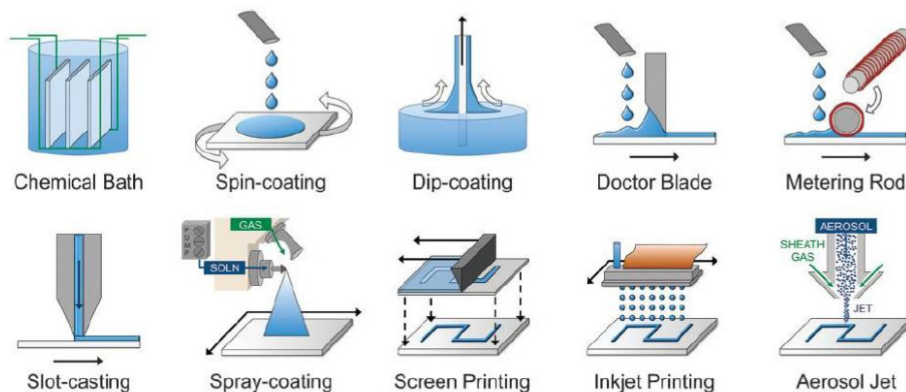 Chemical Bath
Spin-coating
Dip-coating
Doctor Blade
Metering Rod
PUMP
GAS
SOLN
AEROSOL
SHEATH
GAS
JET
Slot-casting
Spray-coating
Screen Printing
Inkjet Printing
Aerosol Jet